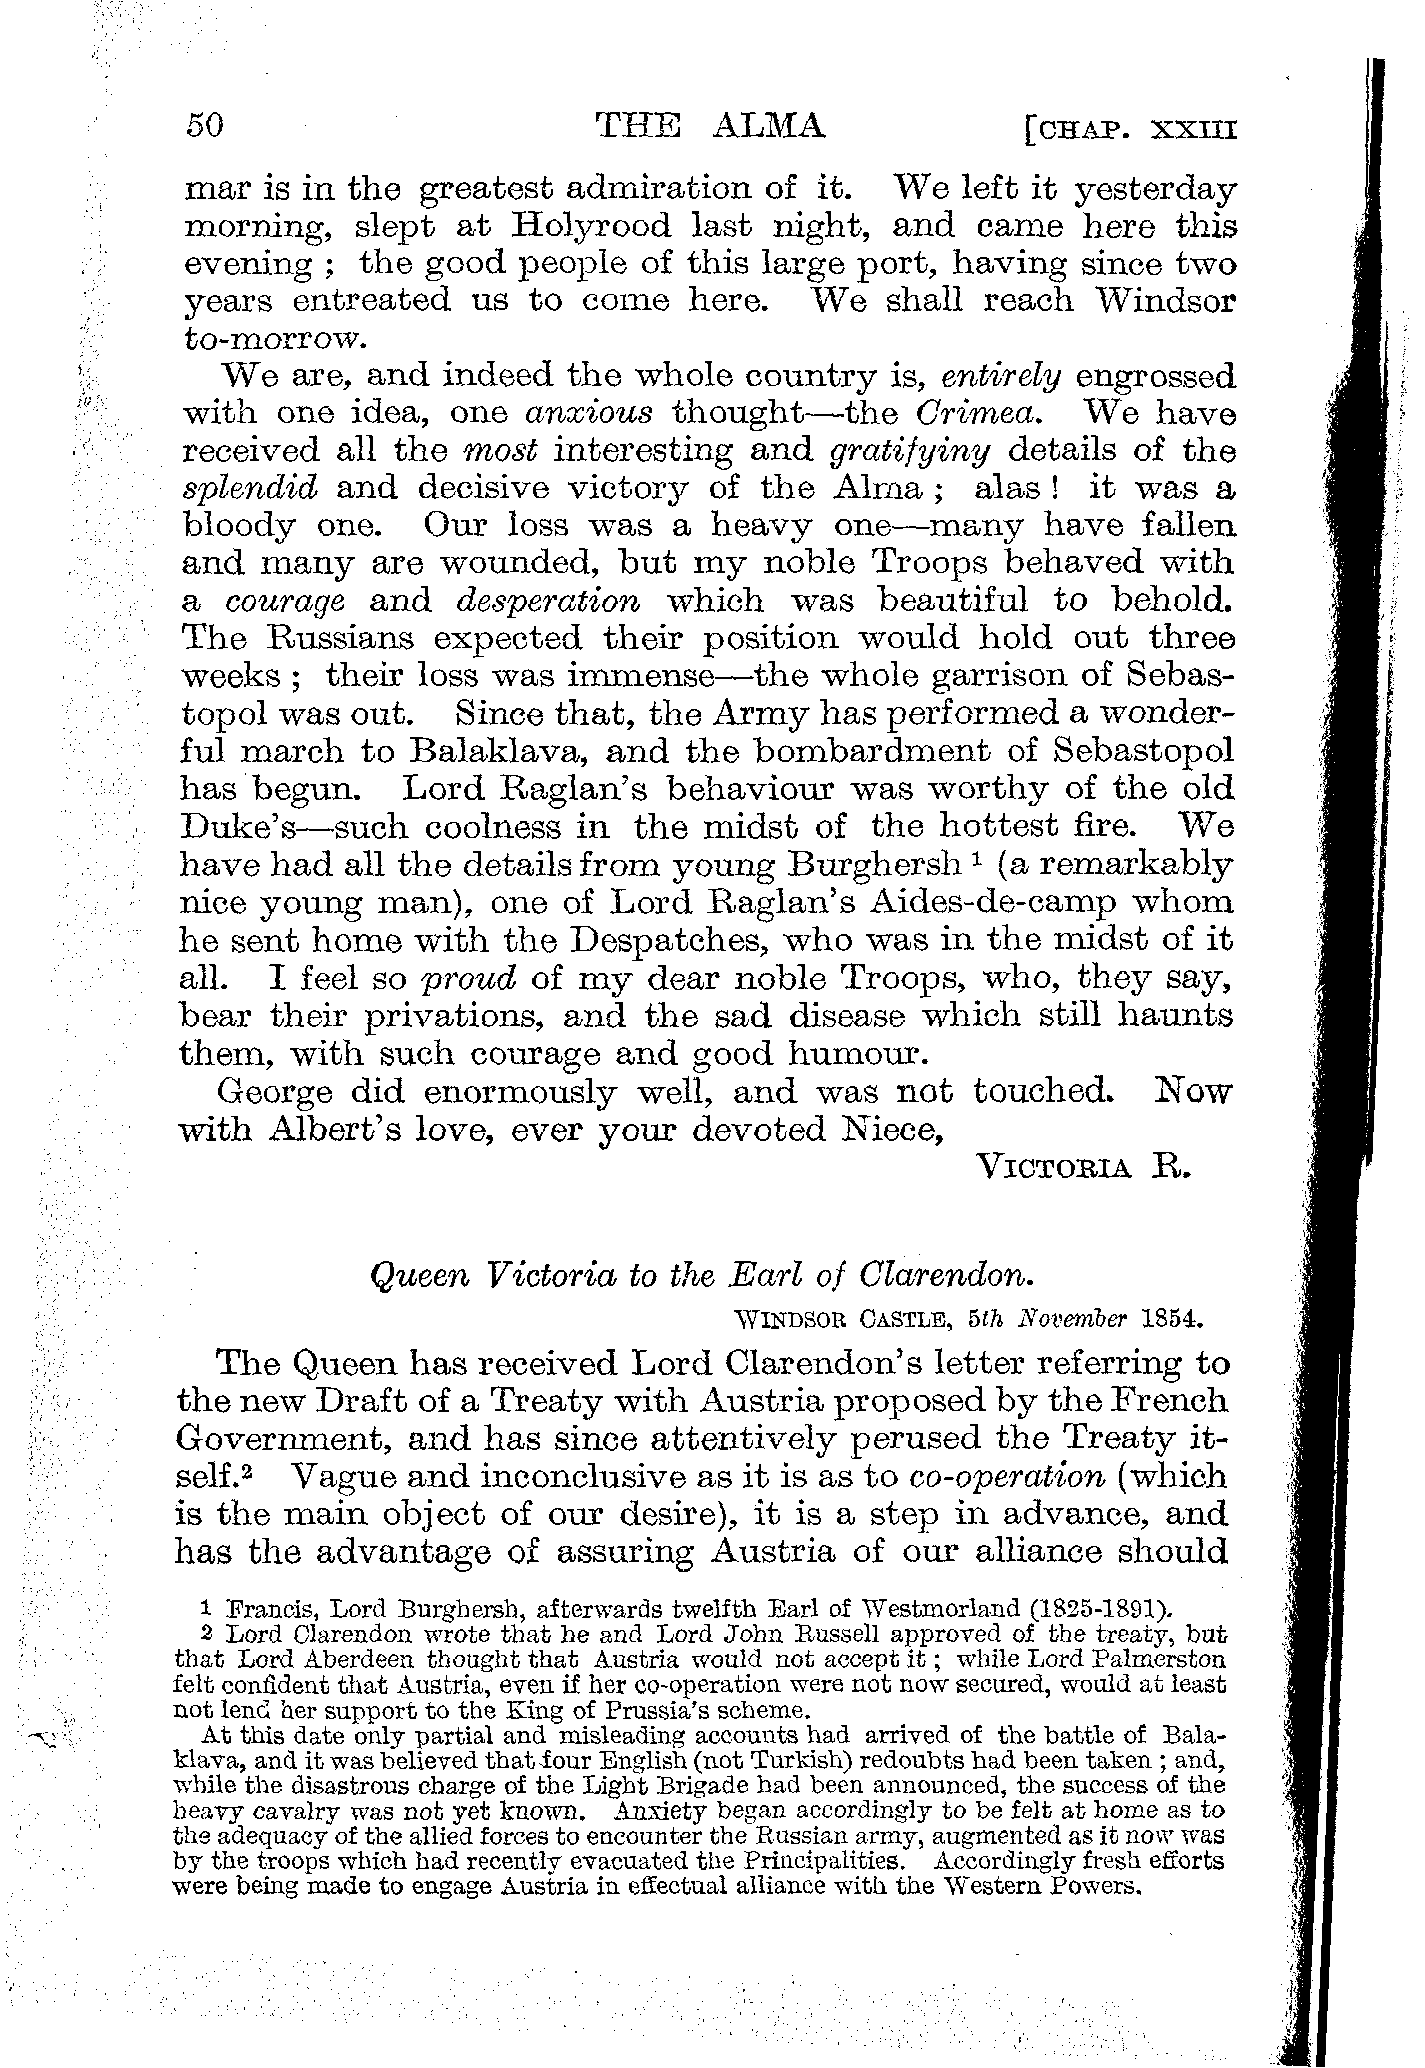 50 THE ALMA [CHAP. XXIII
mar is in the greatest admiration of it. We left it yesterday
morning, slept at Holyrood last night, and came here this
evening ; the good people of this large port, having since two
years entreated us to come here. We shall reach Windsor
to-morrow.
We are, and indeed the whole country is, entirely engrossed
with one idea, one anxious thought—the Crimea. We have
received all the most interesting and gratifyiny details of the
splendid and decisive victory of the Alma ; alas ! it was a
bloody one. Our loss was a heavy one—many have fallen
and many are wounded, but my noble Troops behaved with
a courage and desperation which was beautiful to behold.
The Russians expected their position would hold out three
weeks ; their loss was immense—the whole garrison of Sebas-
topol was out. Since that, the Army has performed a wonder-
ful march to Balaklava, and the bombardment of Sebastopol
has begun. Lord Raglan's behaviour was worthy of the old
Duke's—such coolness in the midst of the hottest fire. We
have had all the details from young Burghersh 1 (a remarkably
nice young man), one of Lord Raglan's Aides-de-camp whom
he sent home with the Despatches, who was in the midst of it
all. I feel so proud of my dear noble Troops, who, they say,
bear their privations, and the sad disease which still haunts
them, with such courage and good humour.
George did enormously well, and was not touched. Now
with Albert's love, ever your devoted Niece,
VICTORIA R.
Queen Victoria to the Earl of Clarendon.
WINDSOR CASTLE, 5th November 1854.
The Queen has received Lord Clarendon's letter referring to
the new Draft of a Treaty with Austria proposed by the French
Government, and has since attentively perused the Treaty it-
self.2 Vague and inconclusive as it is as to co-operation (which
is the main object of our desire), it is a step in advance, and
has the advantage of assuring Austria of our alliance should
1 Francis, Lord Burghersh, afterwards twelfth Earl of Westmorland (1825-1891).
2 Lord Clarendon wrote that he and Lord John Russell approved of the treaty, but
that Lord Aberdeen thought that Austria would not accept it ; while Lord Palmerston
felt confident that Austria, even if her co-operation were not now secured, would at least
not lend her support to the King of Prussia's scheme.
At this date only partial and misleading accounts had arrived of the battle of Bala-
klava, and it was believed that four English (not Turkish) redoubts had been taken ; and,
while the disastrous charge of the Light Brigade had been announced, the success of the
heavy cavalry was not yet known. Anxiety began accordingly to be felt at home as to
the adequacy of the allied forces to encounter the Russian army, augmented as it now was
by the troops which had recently evacuated the Principalities. Accordingly fresh efforts
were being made to engage Austria in effectual alliance with the Western Powers.